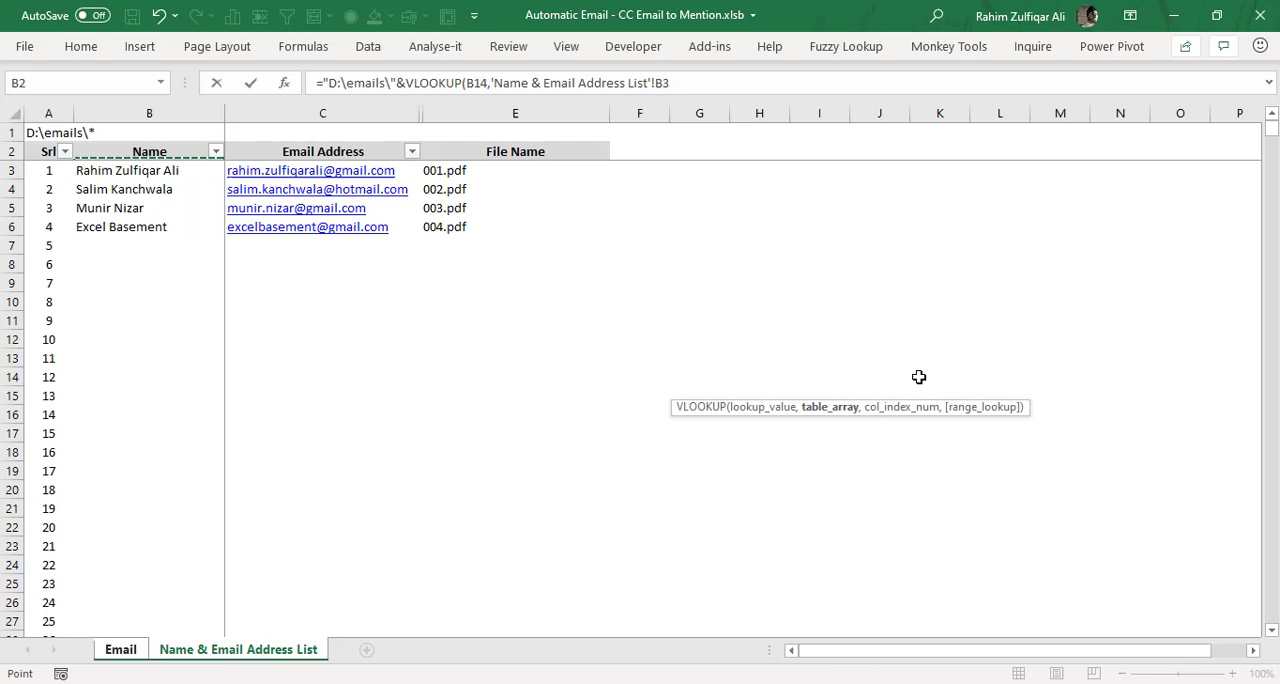 AutoSave Off Automatic Email - CC Email to Mention.xlsb Rahim Zulfiqar Ali
File Home Insert Page Layout Formulas Data Analyse-it Review View Developer Add-ins Help Fuzzy Lookup Monkey Tools Inquire Power Pivot
B2 fx ="D:\emails\"&VLOOKUP(B14,'Name & Email Address List'!B3
A B C E F G H I J K L M N O P
1 D:\emails\*
2 Srl Name Email Address File Name
3 1 Rahim Zulfiqar Ali rahim.zulfiqarali@gmail.com 001.pdf
4 2 Salim Kanchwala salim.kanchwala@hotmail.com 002.pdf
5 3 Munir Nizar munir.nizar@gmail.com 003.pdf
6 4 Excel Basement excelbasement@gmail.com 004.pdf
7 5
8 6
9 7
10 8
11 9
12 10
13 11
14 12
15 13
VLOOKUP(lookup_value, table_array, col_index_num, [range_lookup])
16 14
17 15
18 16
19 17
20 18
21 19
22 20
23 21
24 22
25 23
26 24
27 25
Email Name & Email Address List
Point 100%